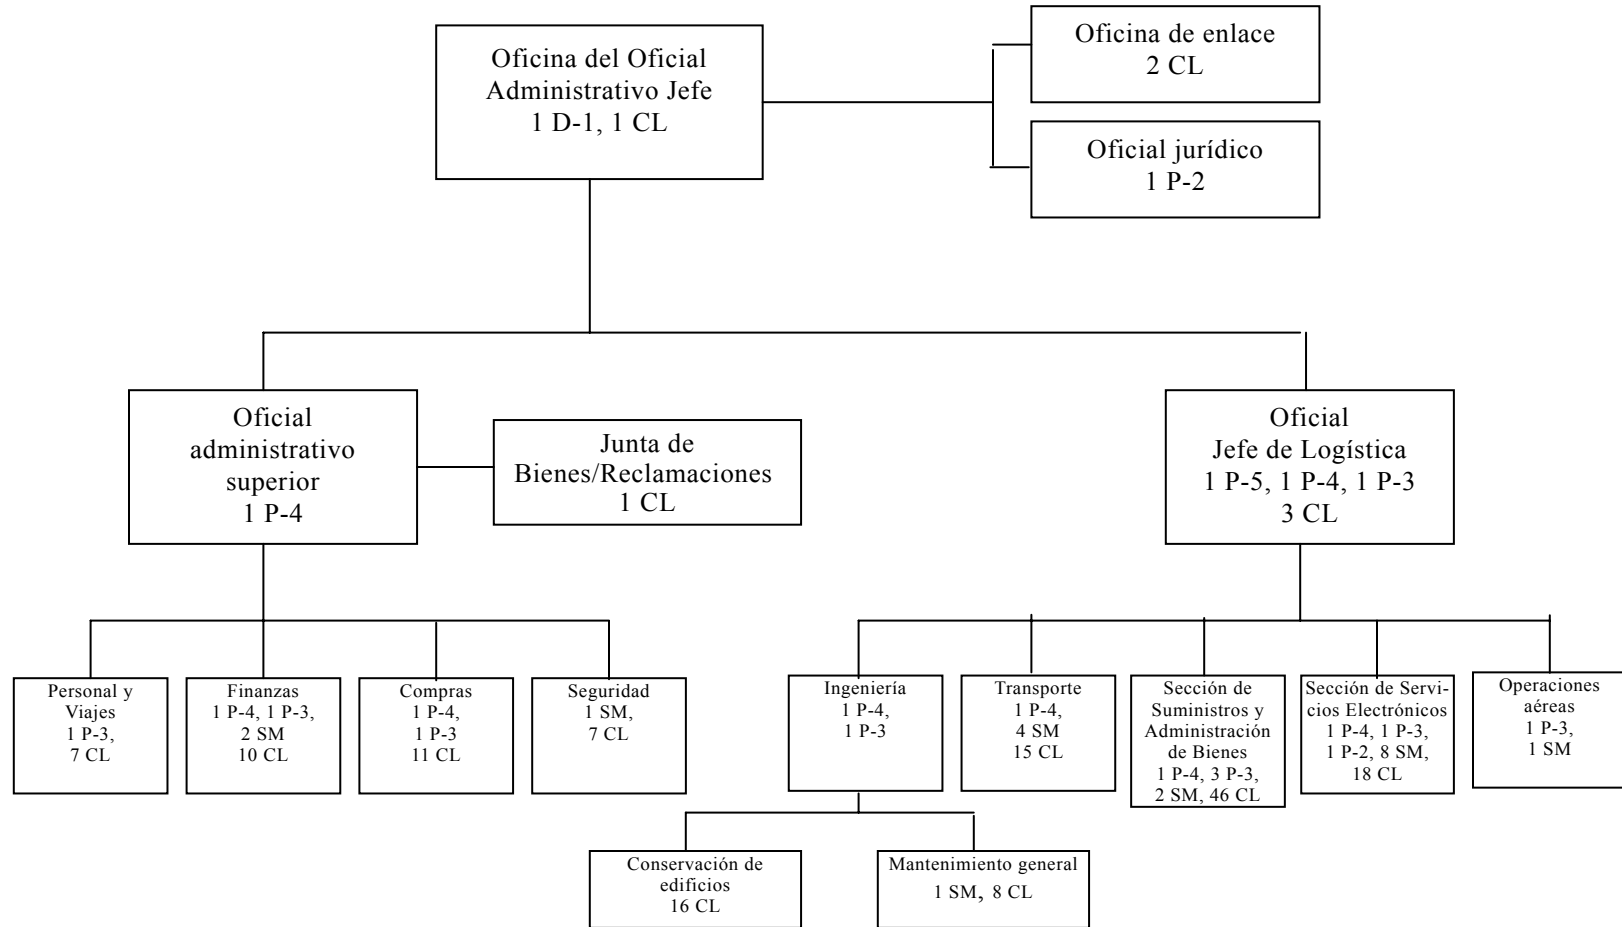 Oficina del Oficial
Administrativo Jefe
1 D-1, 1 CL
Oficina de enlace
2 CL
Oficial jurídico
1 P-2
Oficial
administrativo
superior
1 P-4
Junta de
Bienes/Reclamaciones
1 CL
Oficial
Jefe de Logística
1 P-5, 1 P-4, 1 P-3
3 CL
Personal y
Viajes
1 P-3,
7 CL
Finanzas
1 P-4, 1 P-3,
2 SM
10 CL
Compras
1 P-4,
1 P-3
11 CL
Seguridad
1 SM,
7 CL
Ingeniería
1 P-4,
1 P-3
Transporte
1 P-4,
4 SM
15 CL
Sección de
Suministros y
Administración
de Bienes
1 P-4, 3 P-3,
2 SM, 46 CL
Sección de Servi-
cios Electrónicos
1 P-4, 1 P-3,
1 P-2, 8 SM,
18 CL
Operaciones
aéreas
1 P-3,
1 SM
Conservación de
edificios
16 CL
Mantenimiento general
1 SM, 8 CL